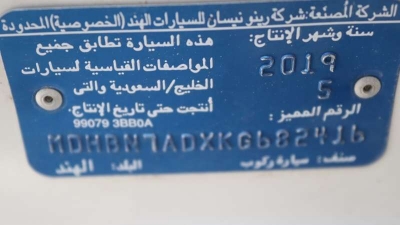 الشركة المصنعة: شركة رينو نيسان للسيارات الهند (الخصوصية) المحدودة
سنة وشهر الإنتاج:
2019
5
هذه السيارة تطابق جميع
المواصفات القياسية لسيارات
الخليج/السعودية والتي
أنتجت حتى تاريخ الإنتاج.
99079 3BB0A
الرقم المميز:
MDHBN7ADXKG682416
صنف: سيارة ركوب
البلد: الهند